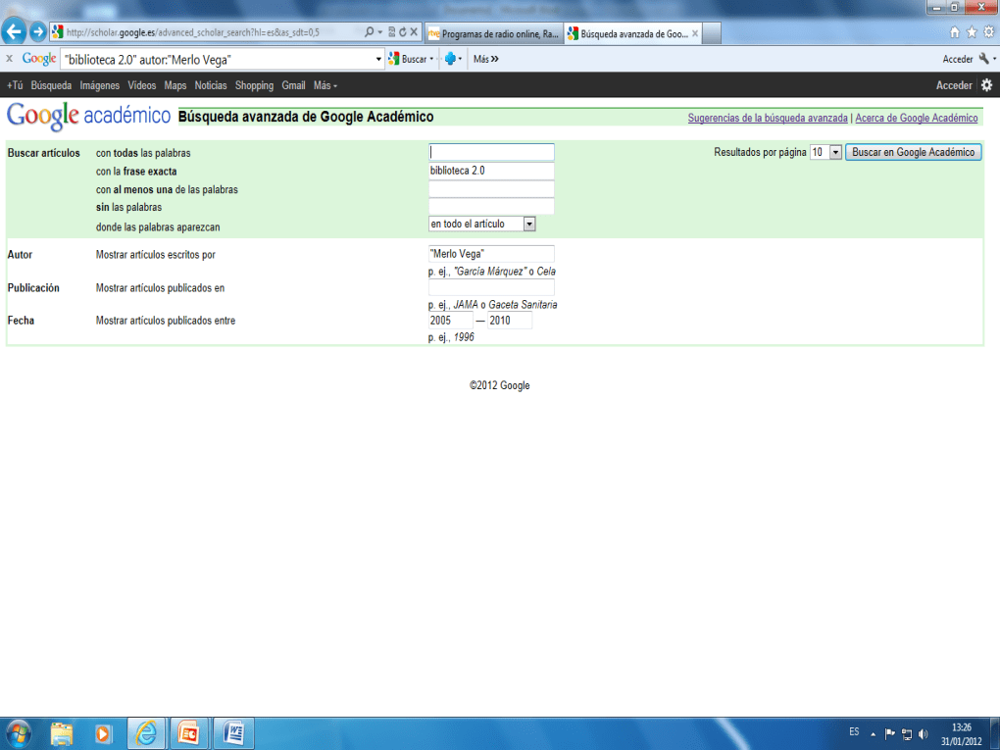 http://scholar.google.es/advanced_scholar_search?hl=es&as_sdt=0,5
Programas de radio online, Ra...
Búsqueda avanzada de Goo...
x Google "biblioteca 2.0" autor:"Merlo Vega" Buscar Más» Acceder
+Tú Búsqueda Imágenes Vídeos Maps Noticias Shopping Gmail Más Acceder
Google académico Búsqueda avanzada de Google Académico Sugerencias de la búsqueda avanzada | Acerca de Google Académico
Buscar artículos con todas las palabras Resultados por página 10 Buscar en Google Académico
con la frase exacta biblioteca 2.0
con al menos una de las palabras
sin las palabras
donde las palabras aparezcan en todo el artículo
Autor Mostrar artículos escritos por "Merlo Vega"
p. ej., "García Márquez" o Cela
Publicación Mostrar artículos publicados en
p. ej., JAMA o Gaceta Sanitaria
Fecha Mostrar artículos publicados entre 2005 — 2010
p. ej., 1996
©2012 Google
ES 13:26
31/01/2012